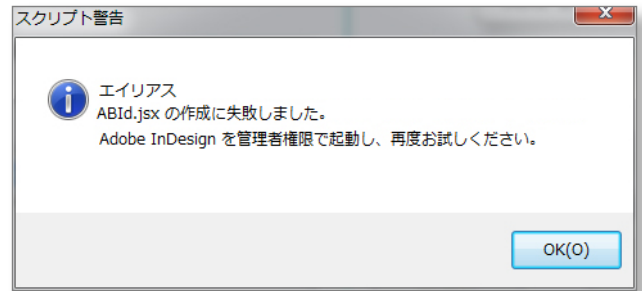 スクリプト警告
エイリアス
ABId.jsx の作成に失敗しました。
Adobe InDesign を管理者権限で起動し、再度お試しください。
OK(O)